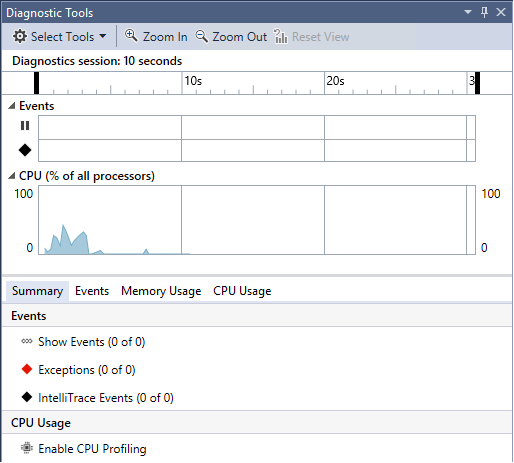 Diagnostic Tools
Select Tools Zoom In Zoom Out Reset View
Diagnostics session: 10 seconds
10s 20s 3
Events
CPU (% of all processors)
100 100
0 0
Summary Events Memory Usage CPU Usage
Events
Show Events (0 of 0)
Exceptions (0 of 0)
IntelliTrace Events (0 of 0)
CPU Usage
Enable CPU Profiling